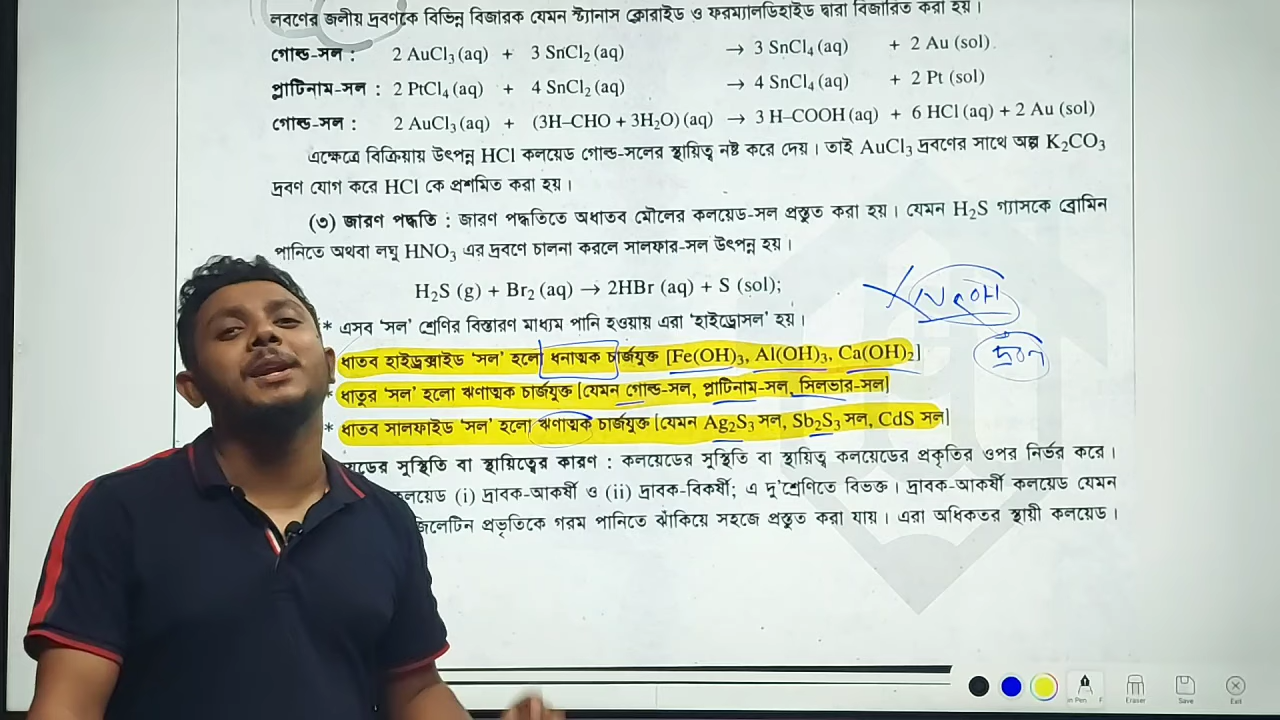 লবণের জলীয় দ্রবণকে বিভিন্ন বিজারক যেমন স্ট্যানাস ক্লোরাইড ও ফরম্যালডিহাইড দ্বারা বিজারিত করা হয়।
গোল্ড-সল : 2 AuCl₃ (aq) + 3 SnCl₂ (aq) → 3 SnCl₄ (aq) + 2 Au (sol).
প্লাটিনাম-সল : 2 PtCl₄ (aq) + 4 SnCl₂ (aq) → 4 SnCl₄ (aq) + 2 Pt (sol)
গোল্ড-সল : 2 AuCl₃ (aq) + (3H–CHO + 3H₂O) (aq) → 3 H–COOH (aq) + 6 HCl (aq) + 2 Au (sol)
এক্ষেত্রে বিক্রিয়ায় উৎপন্ন HCl কলয়েড গোল্ড-সলের স্থায়িত্ব নষ্ট করে দেয়। তাই AuCl₃ দ্রবণের সাথে অল্প K₂CO₃
দ্রবণ যোগ করে HCl কে প্রশমিত করা হয়।
(৩) জারণ পদ্ধতি : জারণ পদ্ধতিতে অধাতব মৌলের কলয়েড-সল প্রস্তুত করা হয়। যেমন H₂S গ্যাসকে ব্রোমিন
পানিতে অথবা লঘু HNO₃ এর দ্রবণে চালনা করলে সালফার-সল উৎপন্ন হয়।
H₂S (g) + Br₂ (aq) → 2HBr (aq) + S (sol);
NaOH
* এসব 'সল' শ্রেণির বিস্তারণ মাধ্যম পানি হওয়ায় এরা 'হাইড্রোসল' হয়।
ধাতব হাইড্রক্সাইড 'সল' হলো ধনাত্মক চার্জযুক্ত [Fe(OH)₃, Al(OH)₃, Ca(OH)₂]
দ্রবণ
* ধাতুর 'সল' হলো ঋণাত্মক চার্জযুক্ত [যেমন গোল্ড-সল, প্লাটিনাম-সল, সিলভার-সল]
* ধাতব সালফাইড 'সল' হলো ঋণাত্মক চার্জযুক্ত [যেমন Ag₂S₃ সল, Sb₂S₃ সল, CdS সল]
সুস্থিতি বা স্থায়িত্বের কারণ : কলয়েডের সুস্থিতি বা স্থায়িত্ব কলয়েডের প্রকৃতির ওপর নির্ভর করে।
কলয়েড (i) দ্রাবক-আকর্ষী ও (ii) দ্রাবক-বিকর্ষী; এ দু'শ্রেণিতে বিভক্ত। দ্রাবক-আকর্ষী কলয়েড যেমন
প্রভৃতিকে গরম পানিতে ঝাঁকিয়ে সহজে প্রস্তুত করা যায়। এরা অধিকতর স্থায়ী কলয়েড।
Eraser Save Exit